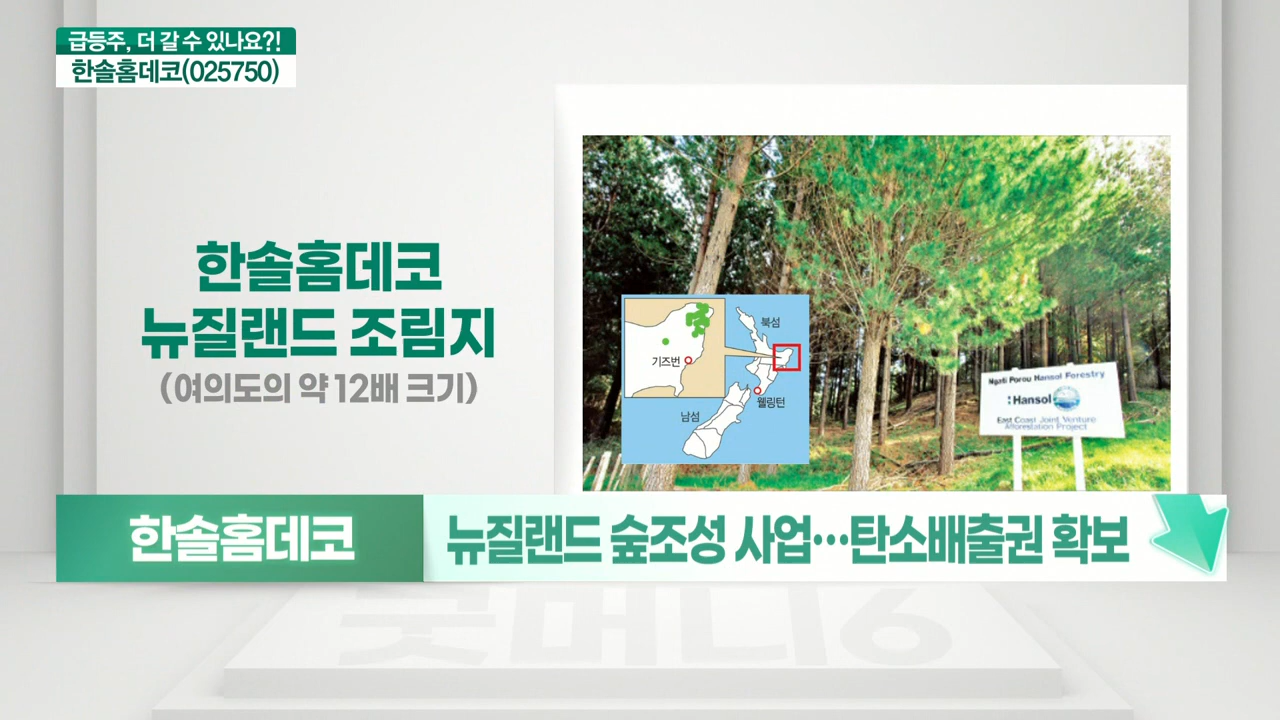 급등주, 더 갈 수 있나요?!
한솔홈데코(025750)
한솔홈데코
뉴질랜드 조림지
(여의도의 약 12배 크기)
북섬
기즈번
웰링턴
남섬
Ngati Porou Hansol Forestry
Hansol
East Coast Joint Venture
Afforestation Project
한솔홈데코
뉴질랜드 숲조성 사업…탄소배출권 확보
굿머니6